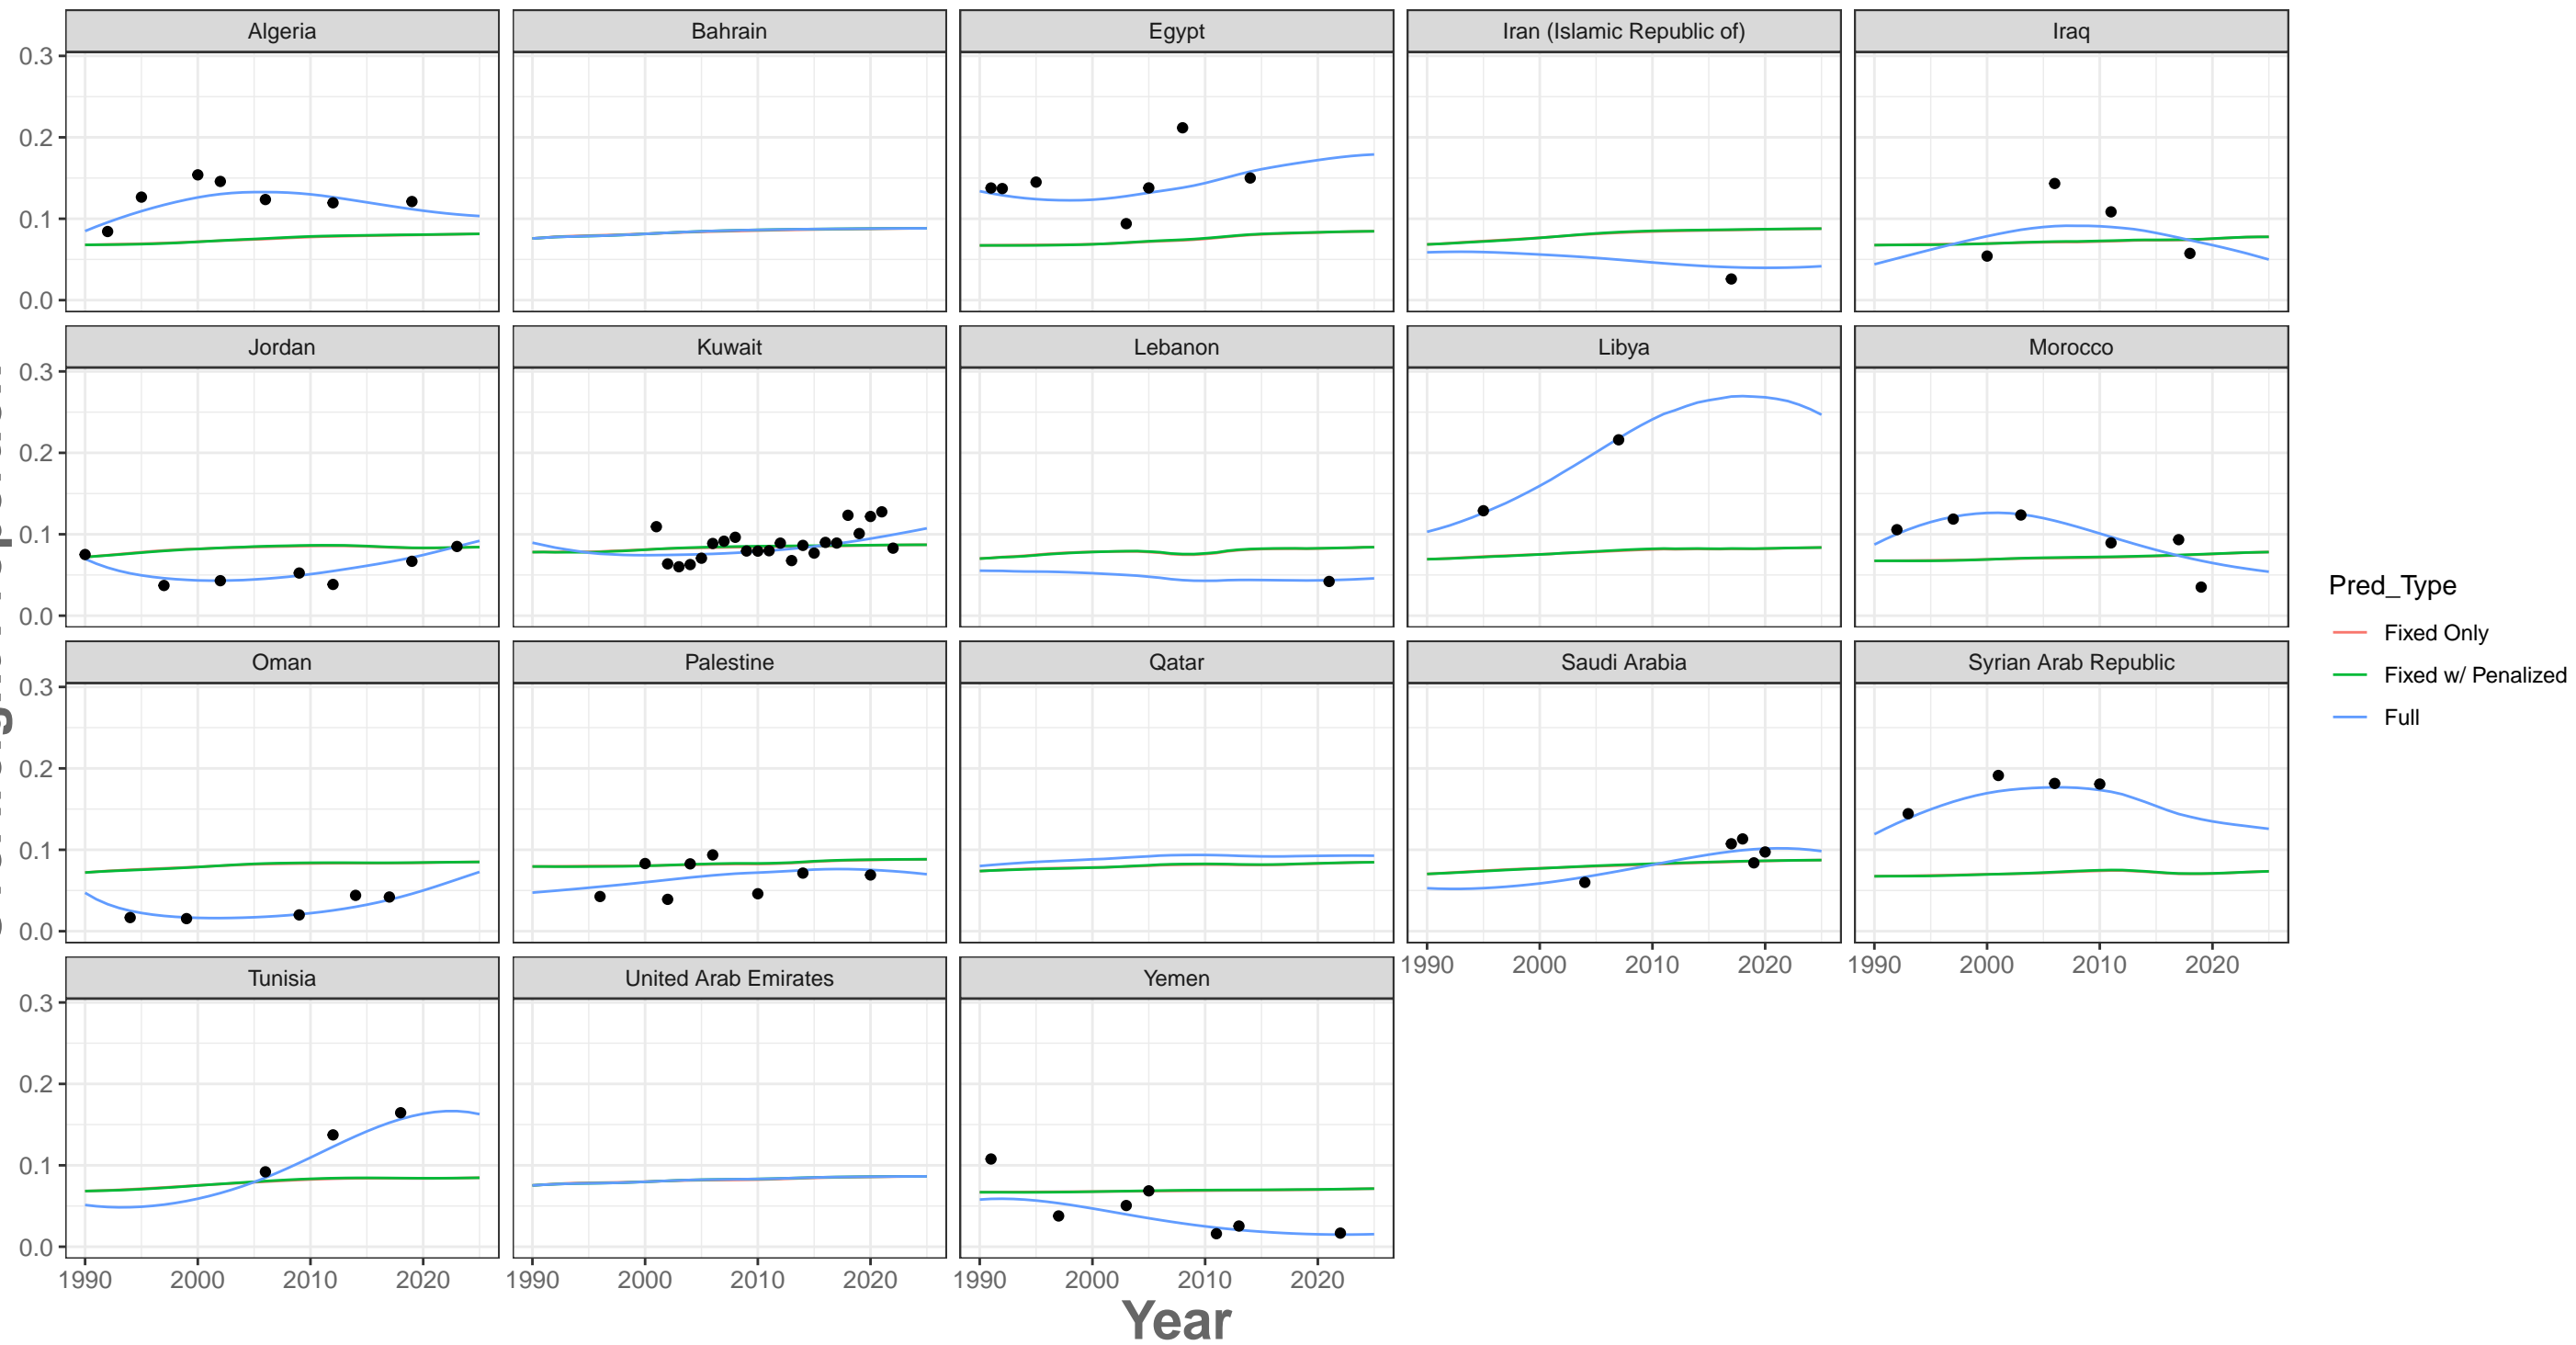 Algeria Bahrain Egypt Iran (Islamic Republic of) Iraq
0.3
0.2
0.1
0.0
Jordan Kuwait Lebanon Libya Morocco
0.3
0.2
0.1
0.0
Oman Palestine Qatar Saudi Arabia Syrian Arab Republic
0.3
0.2
0.1
0.0
1990 2000 2010 2020 1990 2000 2010 2020
Tunisia United Arab Emirates Yemen
0.3
0.2
0.1
0.0
1990 2000 2010 2020 1990 2000 2010 2020 1990 2000 2010 2020
Year
Pred_Type
Fixed Only
Fixed w/ Penalized
Full